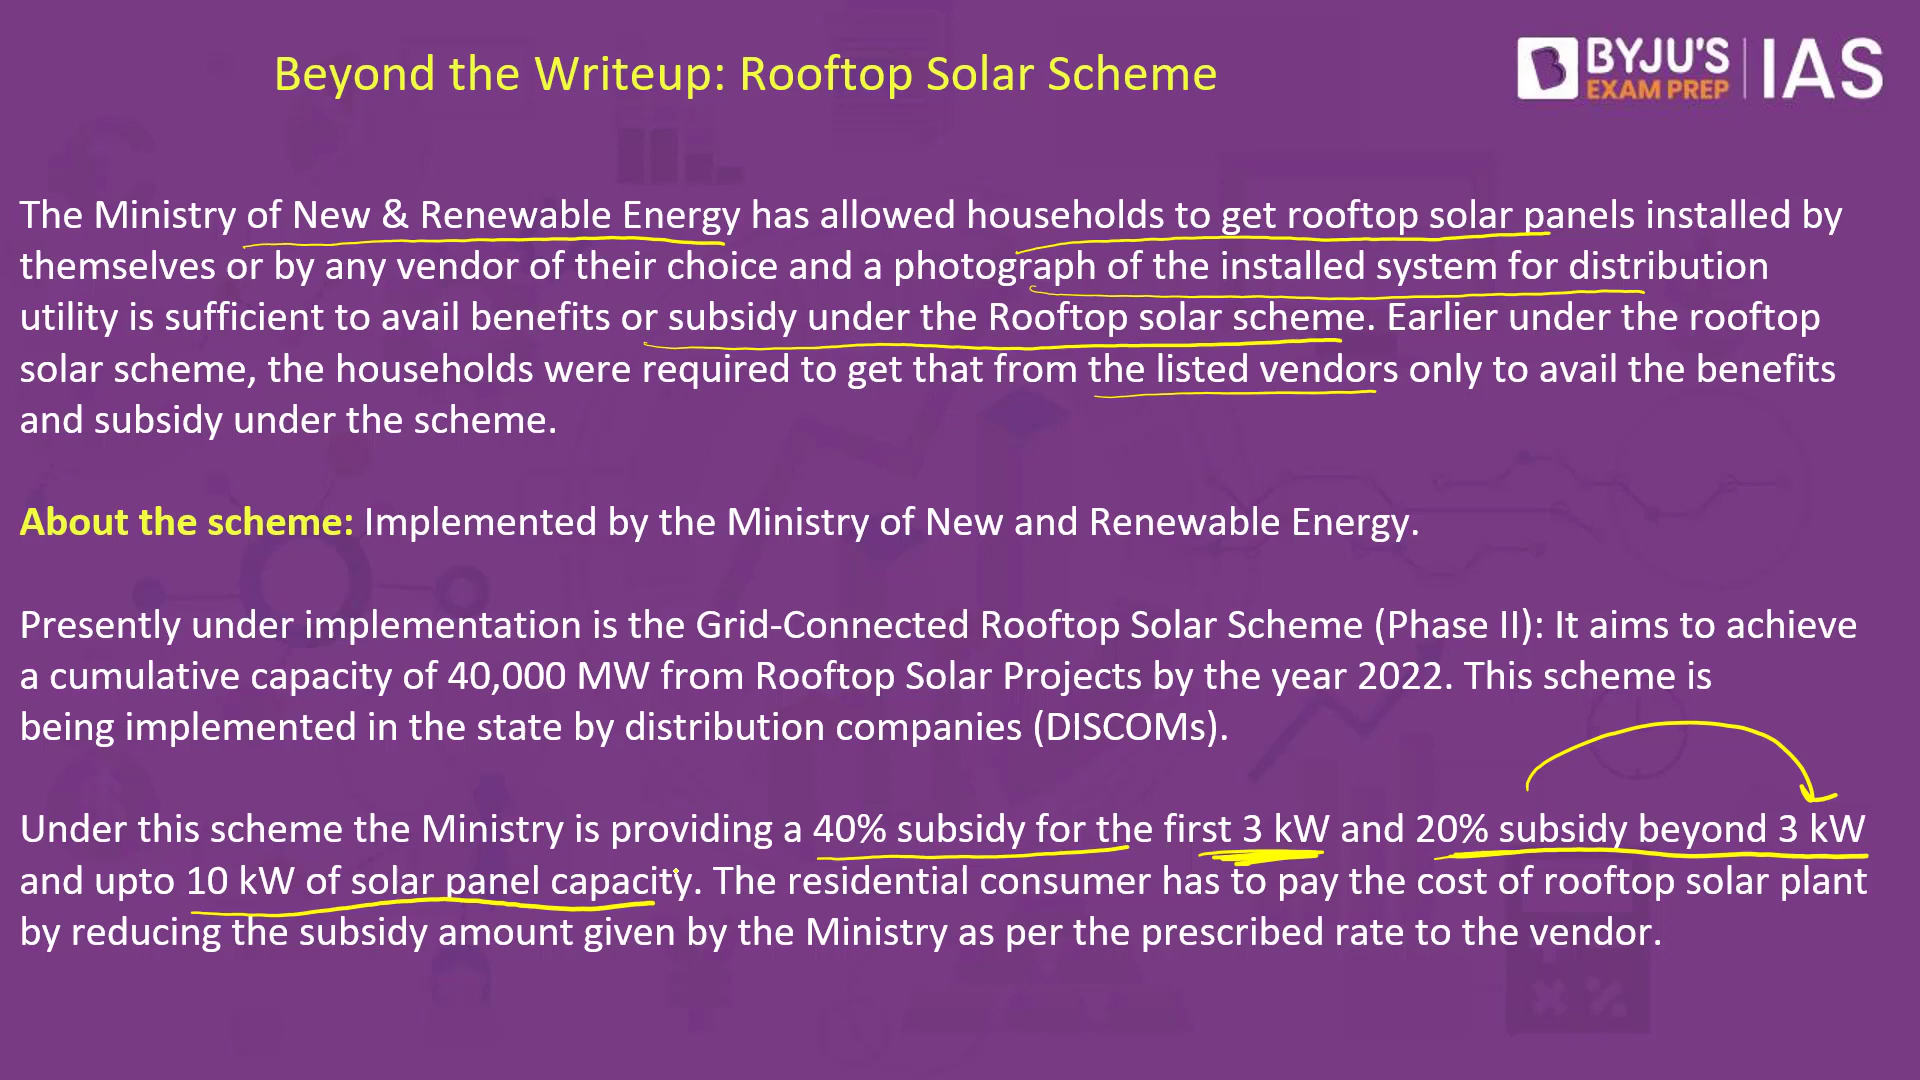 Beyond the Writeup: Rooftop Solar Scheme
BYJU'S
EXAM PREP
IAS
The Ministry of New & Renewable Energy has allowed households to get rooftop solar panels installed by
themselves or by any vendor of their choice and a photograph of the installed system for distribution
utility is sufficient to avail benefits or subsidy under the Rooftop solar scheme. Earlier under the rooftop
solar scheme, the households were required to get that from the listed vendors only to avail the benefits
and subsidy under the scheme.
About the scheme: Implemented by the Ministry of New and Renewable Energy.
Presently under implementation is the Grid-Connected Rooftop Solar Scheme (Phase II): It aims to achieve
a cumulative capacity of 40,000 MW from Rooftop Solar Projects by the year 2022. This scheme is
being implemented in the state by distribution companies (DISCOMs).
Under this scheme the Ministry is providing a 40% subsidy for the first 3 kW and 20% subsidy beyond 3 kW
and upto 10 kW of solar panel capacity. The residential consumer has to pay the cost of rooftop solar plant
by reducing the subsidy amount given by the Ministry as per the prescribed rate to the vendor.